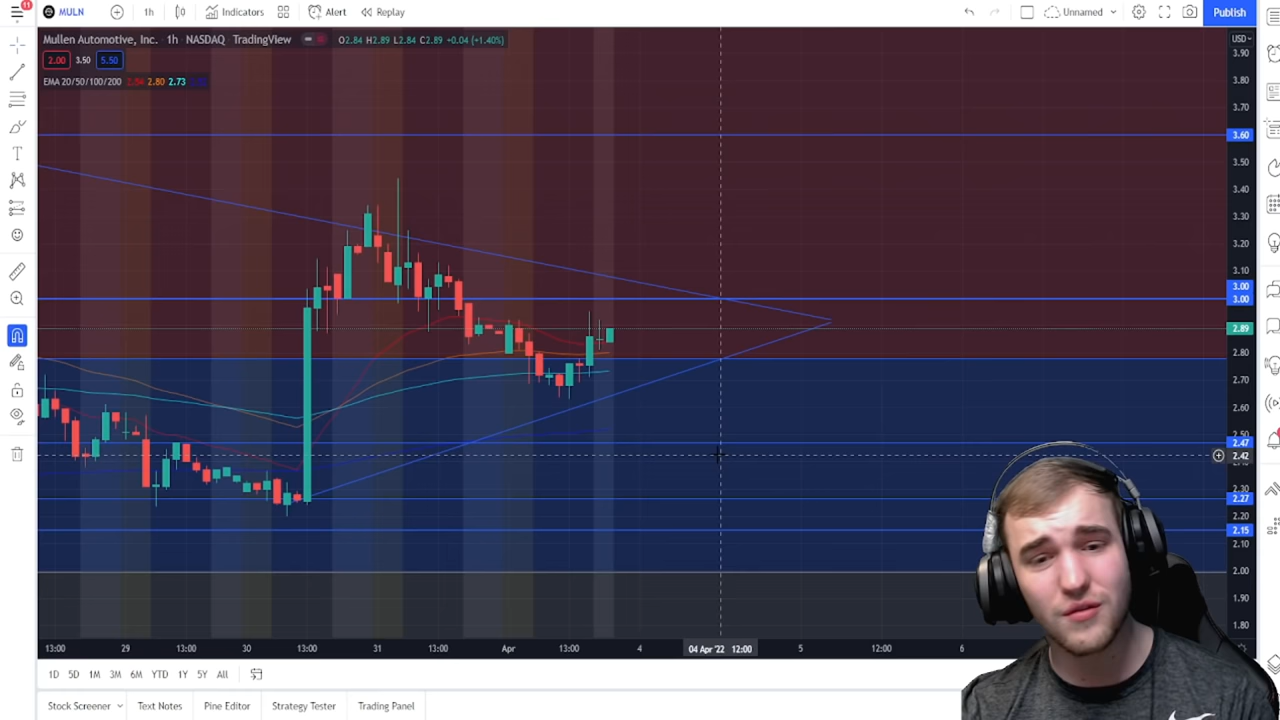 11
MULN
1h
Indicators
Alert
Replay
Unnamed
Publish
Mullen Automotive, Inc. 1h NASDAQ TradingView
O2.84 H2.89 L2.84 C2.89 +0.04 (+1.40%)
USD
2.00 3.50 5.50
EMA 20/50/100/200 2.80 2.73
3.90
3.80
3.70
3.60
3.50
3.40
3.30
3.20
3.10
3.00
3.00
2.89
2.80
2.70
2.60
2.50
2.47
2.42
2.30
2.27
2.20
2.15
2.10
2.00
1.90
1.80
13:00 29 13:00 30 13:00 31 13:00 Apr 13:00 4 04 Apr '22 12:00 5 12:00 6
1D 5D 1M 3M 6M YTD 1Y 5Y All
Stock Screener Text Notes Pine Editor Strategy Tester Trading Panel